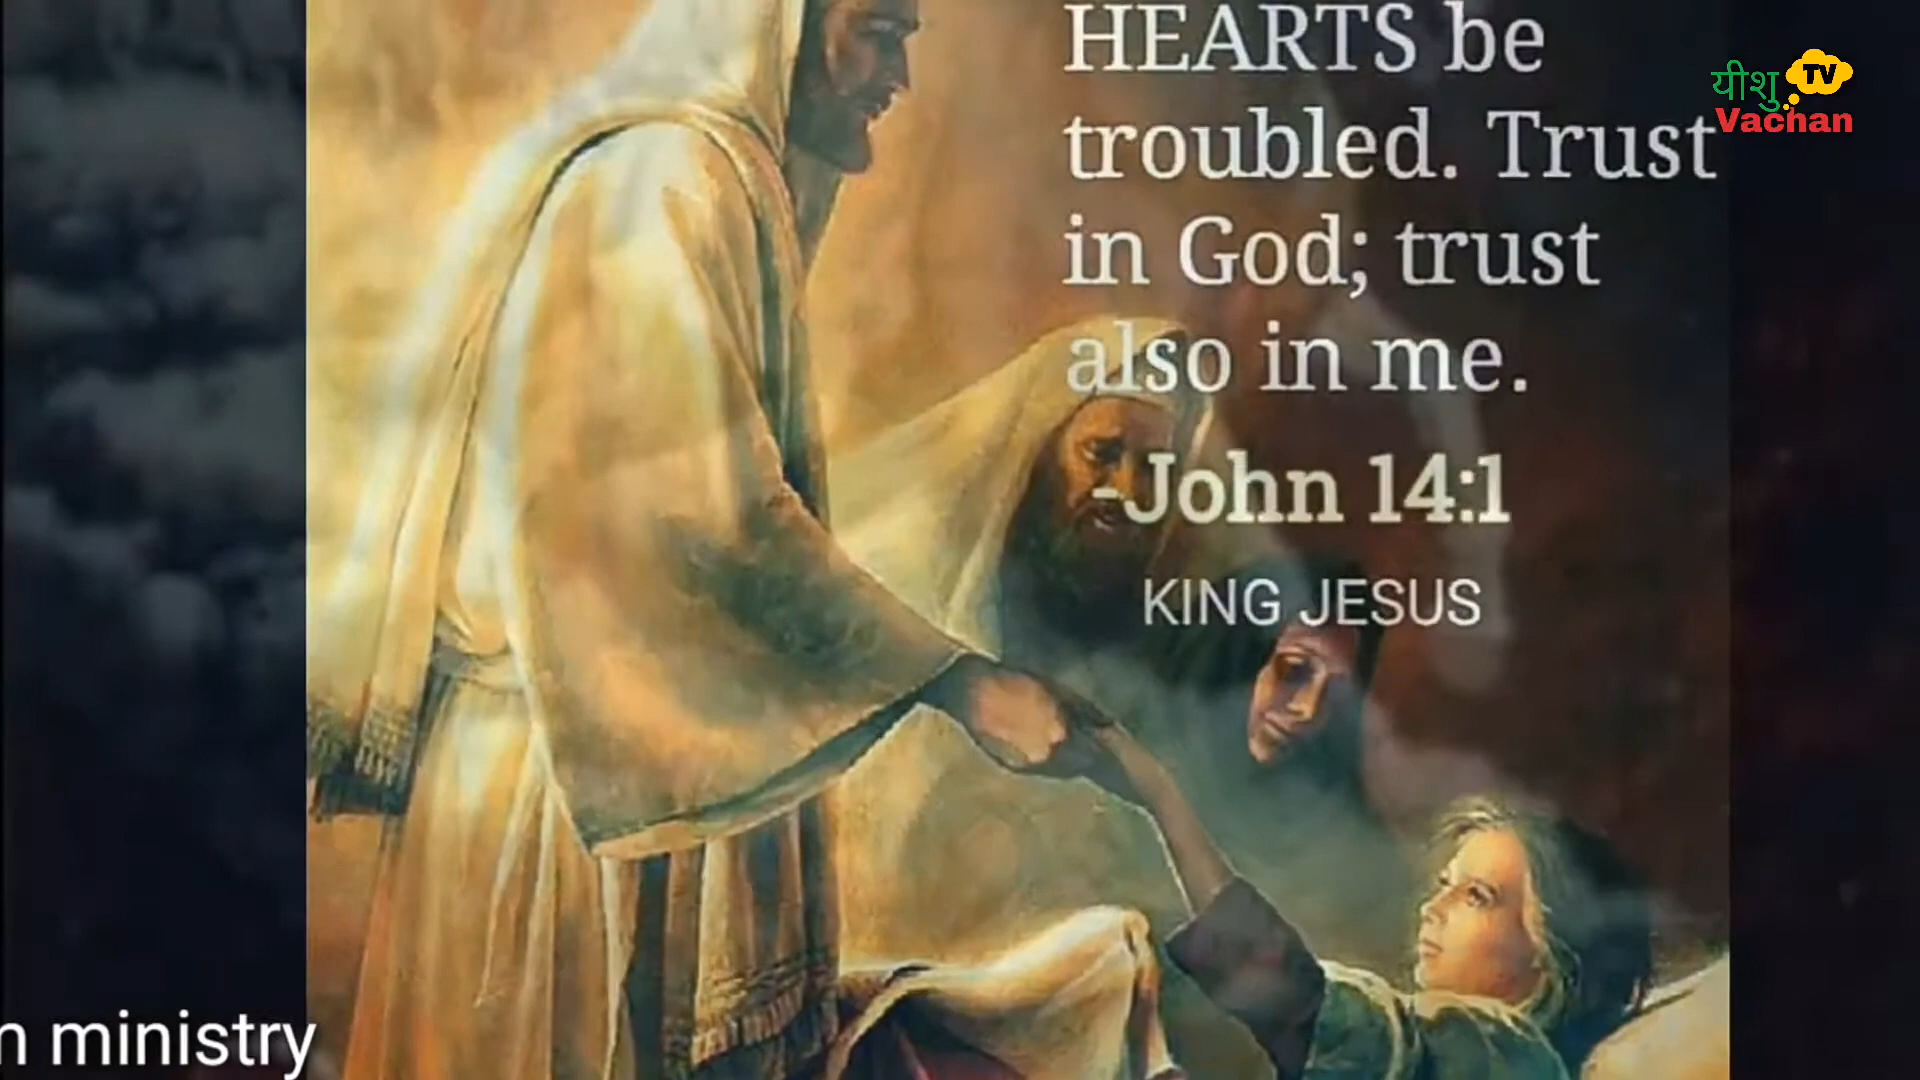 HEARTS be
troubled. Trust
in God; trust
also in me.
-John 14:1
KING JESUS
यीशु TV
Vachan
ministry